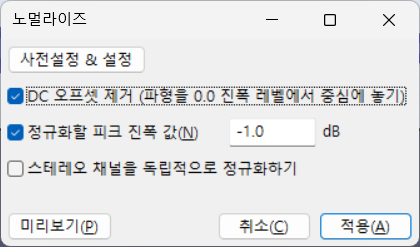 노멀라이즈
사전설정 & 설정
DC 오프셋 제거 (파형을 0.0 진폭 레벨에서 중심에 놓기)
정규화할 피크 진폭 값(N) -1.0 dB
스테레오 채널을 독립적으로 정규화하기
미리보기(P) 취소(C) 적용(A)